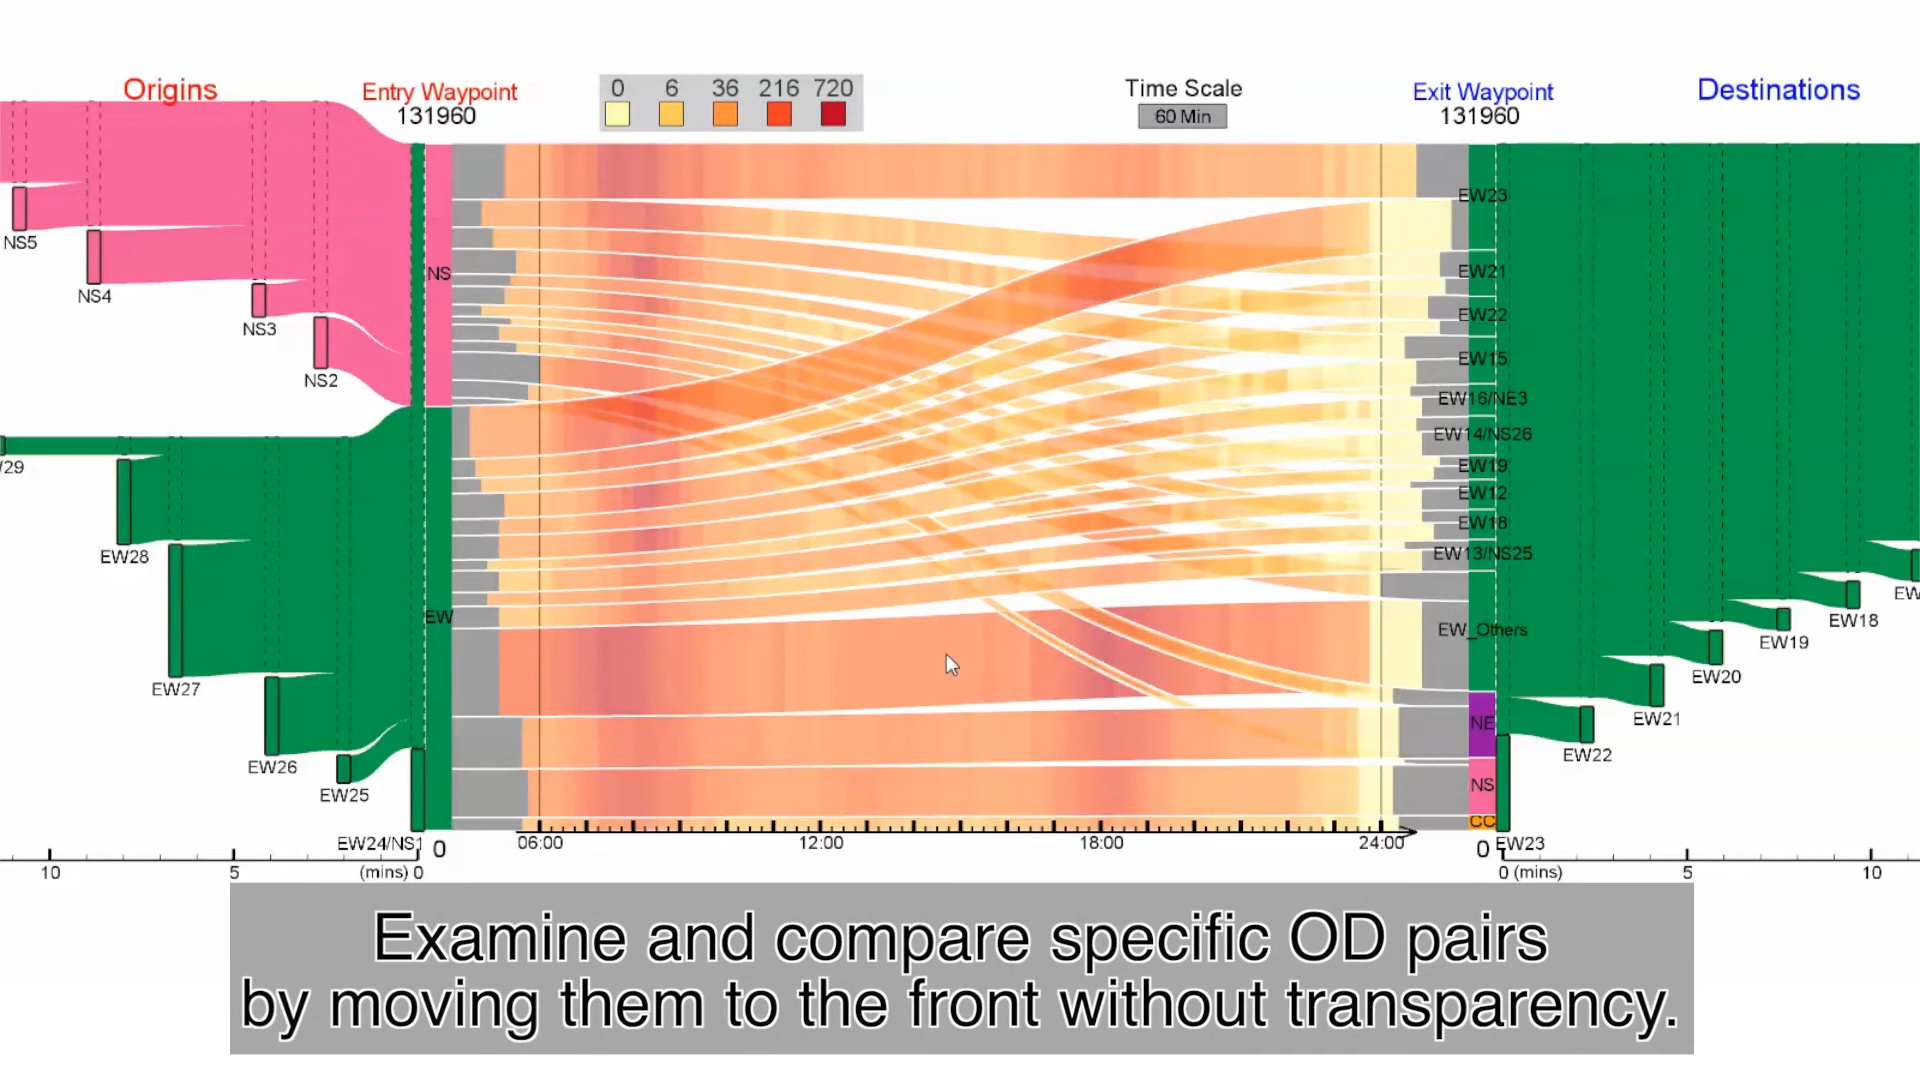 Origins
Entry Waypoint
131960
0 6 36 216 720
Time Scale
60 Min
Exit Waypoint
131960
Destinations
NS5
NS4
NS3
NS2
NS
/29
EW28
EW27
EW26
EW25
EW24/NS1
EW
EW23
EW21
EW22
EW15
EW16/NE3
EW14/NS26
EW19
EW12
EW18
EW13/NS25
EW_Others
NE
NS
CC
EW
EW18
EW19
EW20
EW21
EW22
EW23
0 06:00 12:00 18:00 24:00 0
10 5 (mins) 0
0 (mins) 5 10
Examine and compare specific OD pairs
by moving them to the front without transparency.